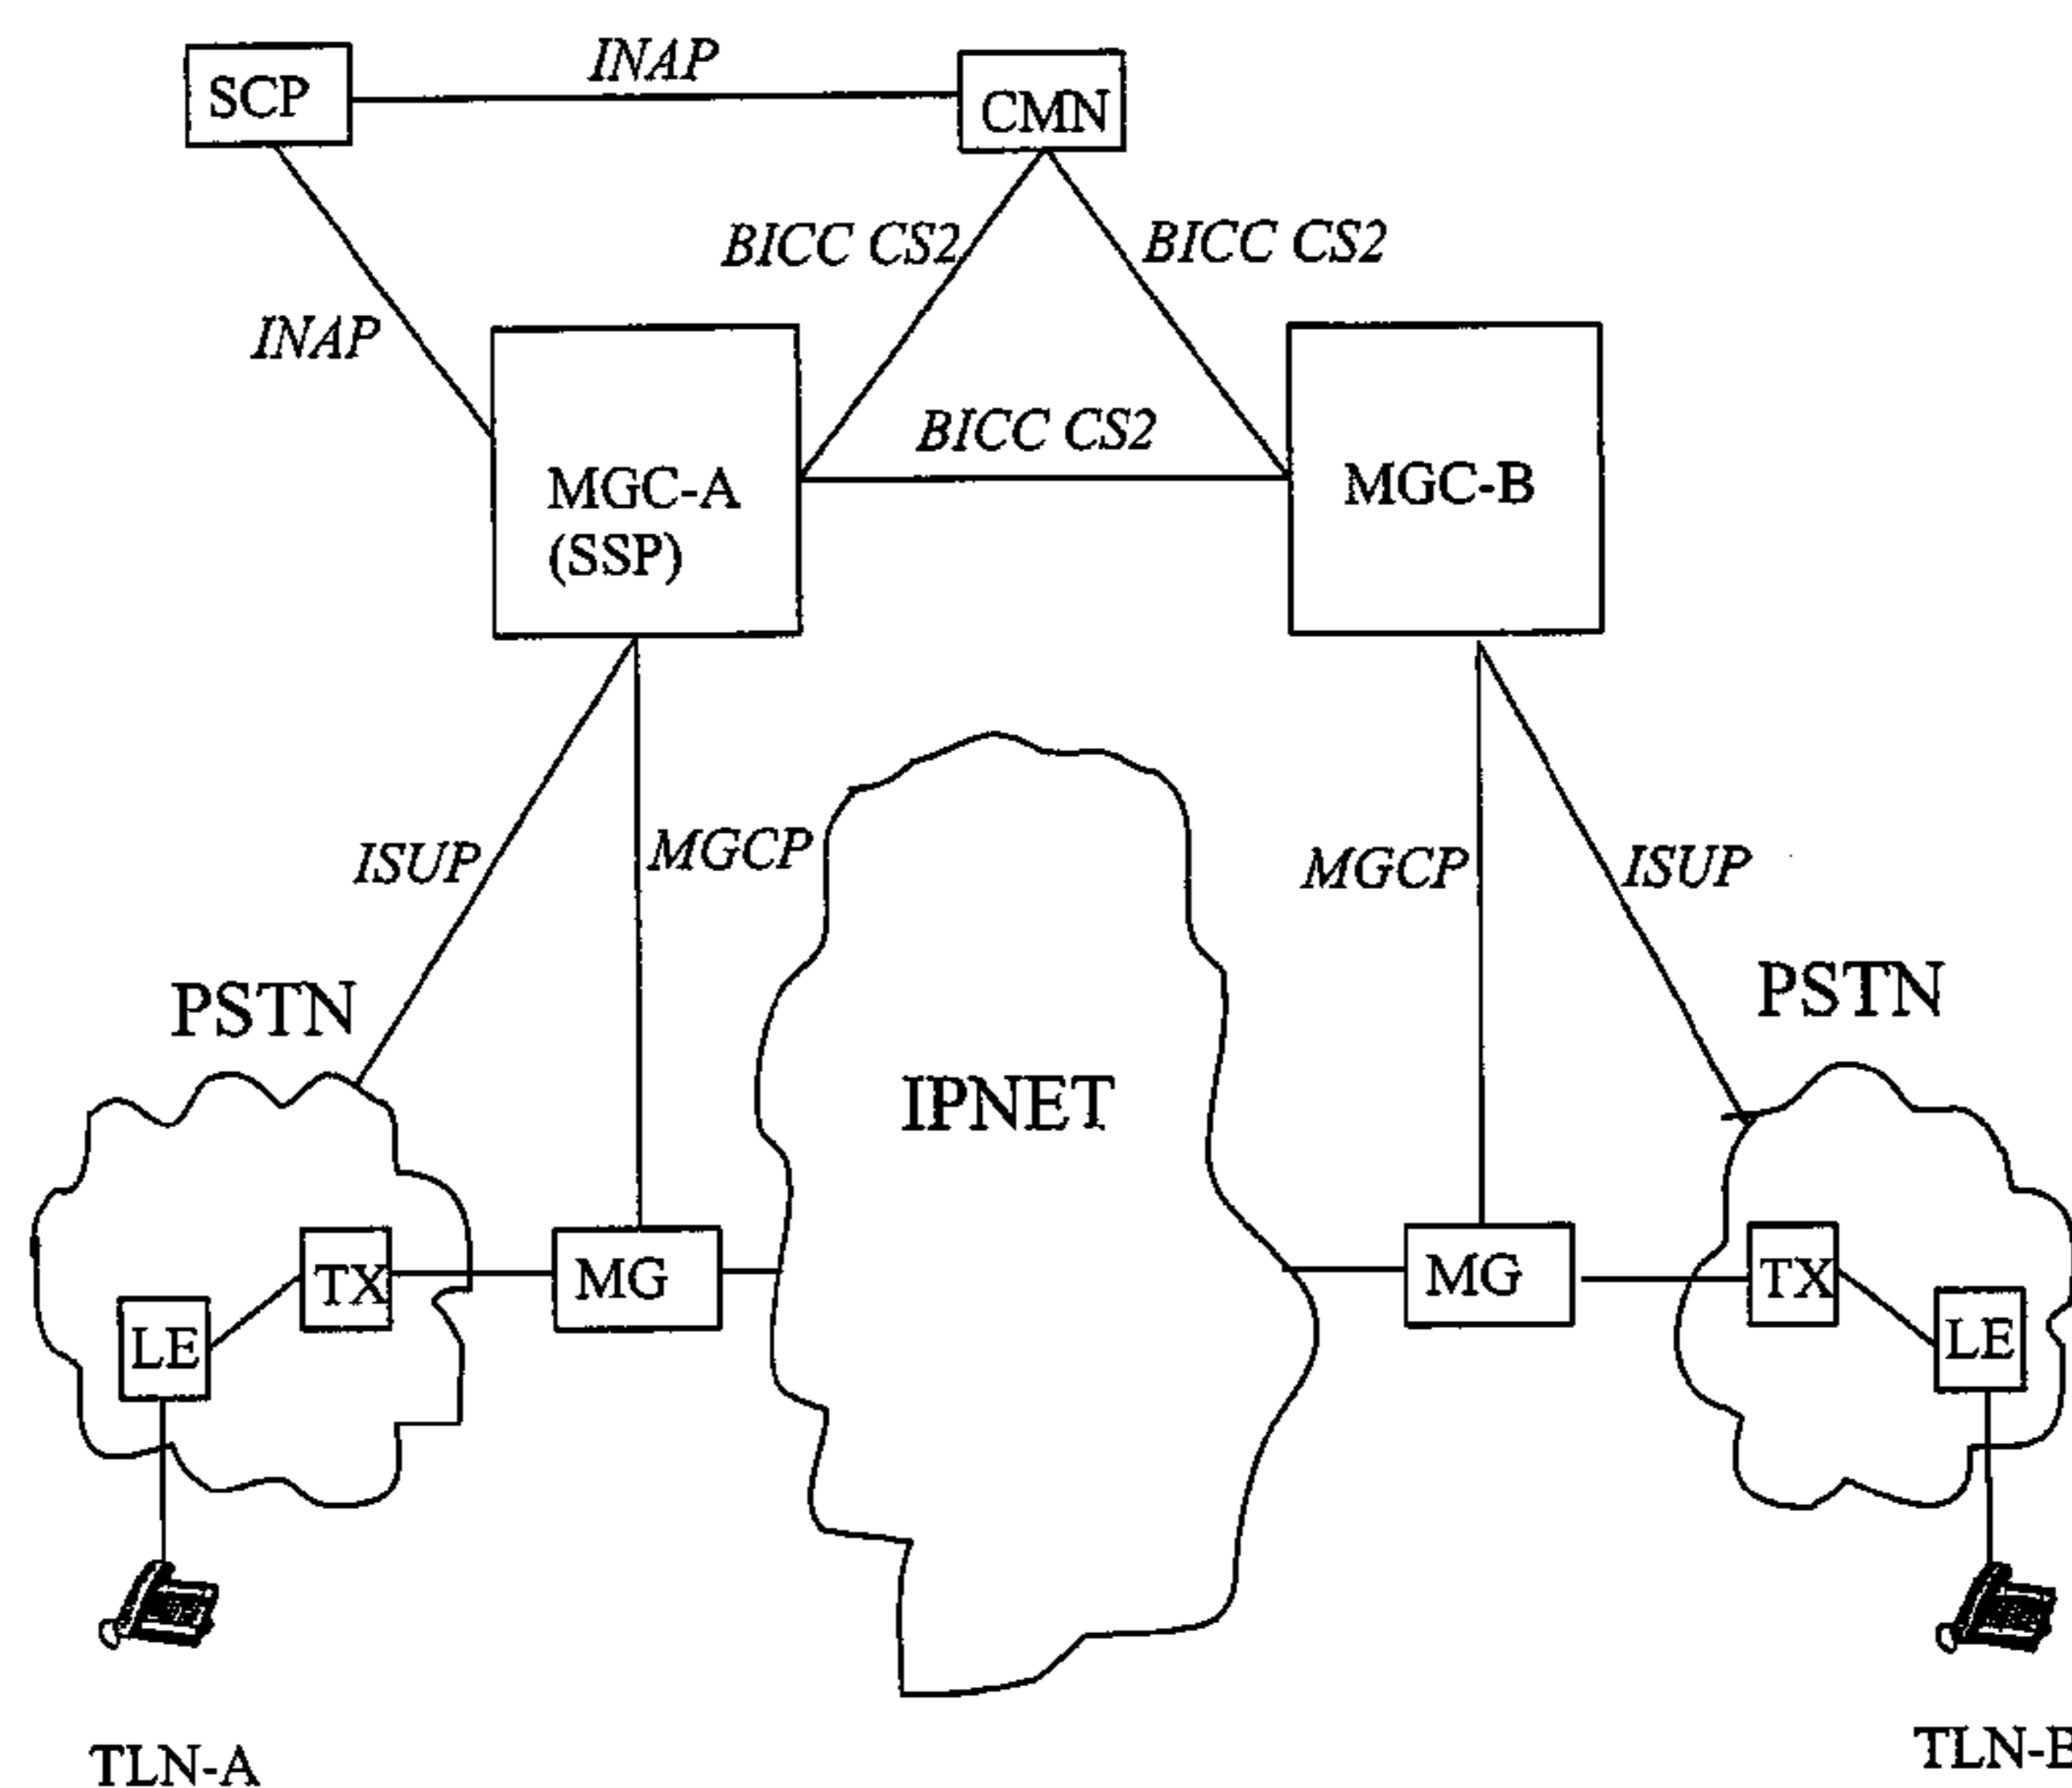 SCP
INAP
CMN
BICC CS2
BICC CS2
INAP
BICC CS2
MGC-A
(SSP)
MGC-B
ISUP
MGCP
MGCP
ISUP
PSTN
PSTN
IPNET
TX
MG
MG
TX
LE
LE
TLN-A
TLN-B